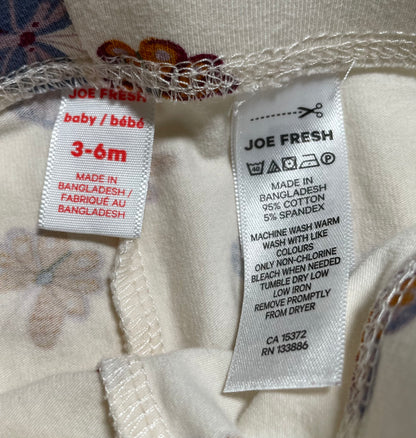 JOE FRESH
baby / bébé
3-6m
MADE IN
BANGLADESH /
FABRIQUÉ AU
BANGLADESH
JOE FRESH
40
MADE IN
BANGLADESH
95% COTTON
5% SPANDEX
MACHINE WASH WARM
WASH WITH LIKE
COLOURS
ONLY NON-CHLORINE
BLEACH WHEN NEEDED
TUMBLE DRY LOW
LOW IRON
REMOVE PROMPTLY
FROM DRYER
CA 15372
RN 133886